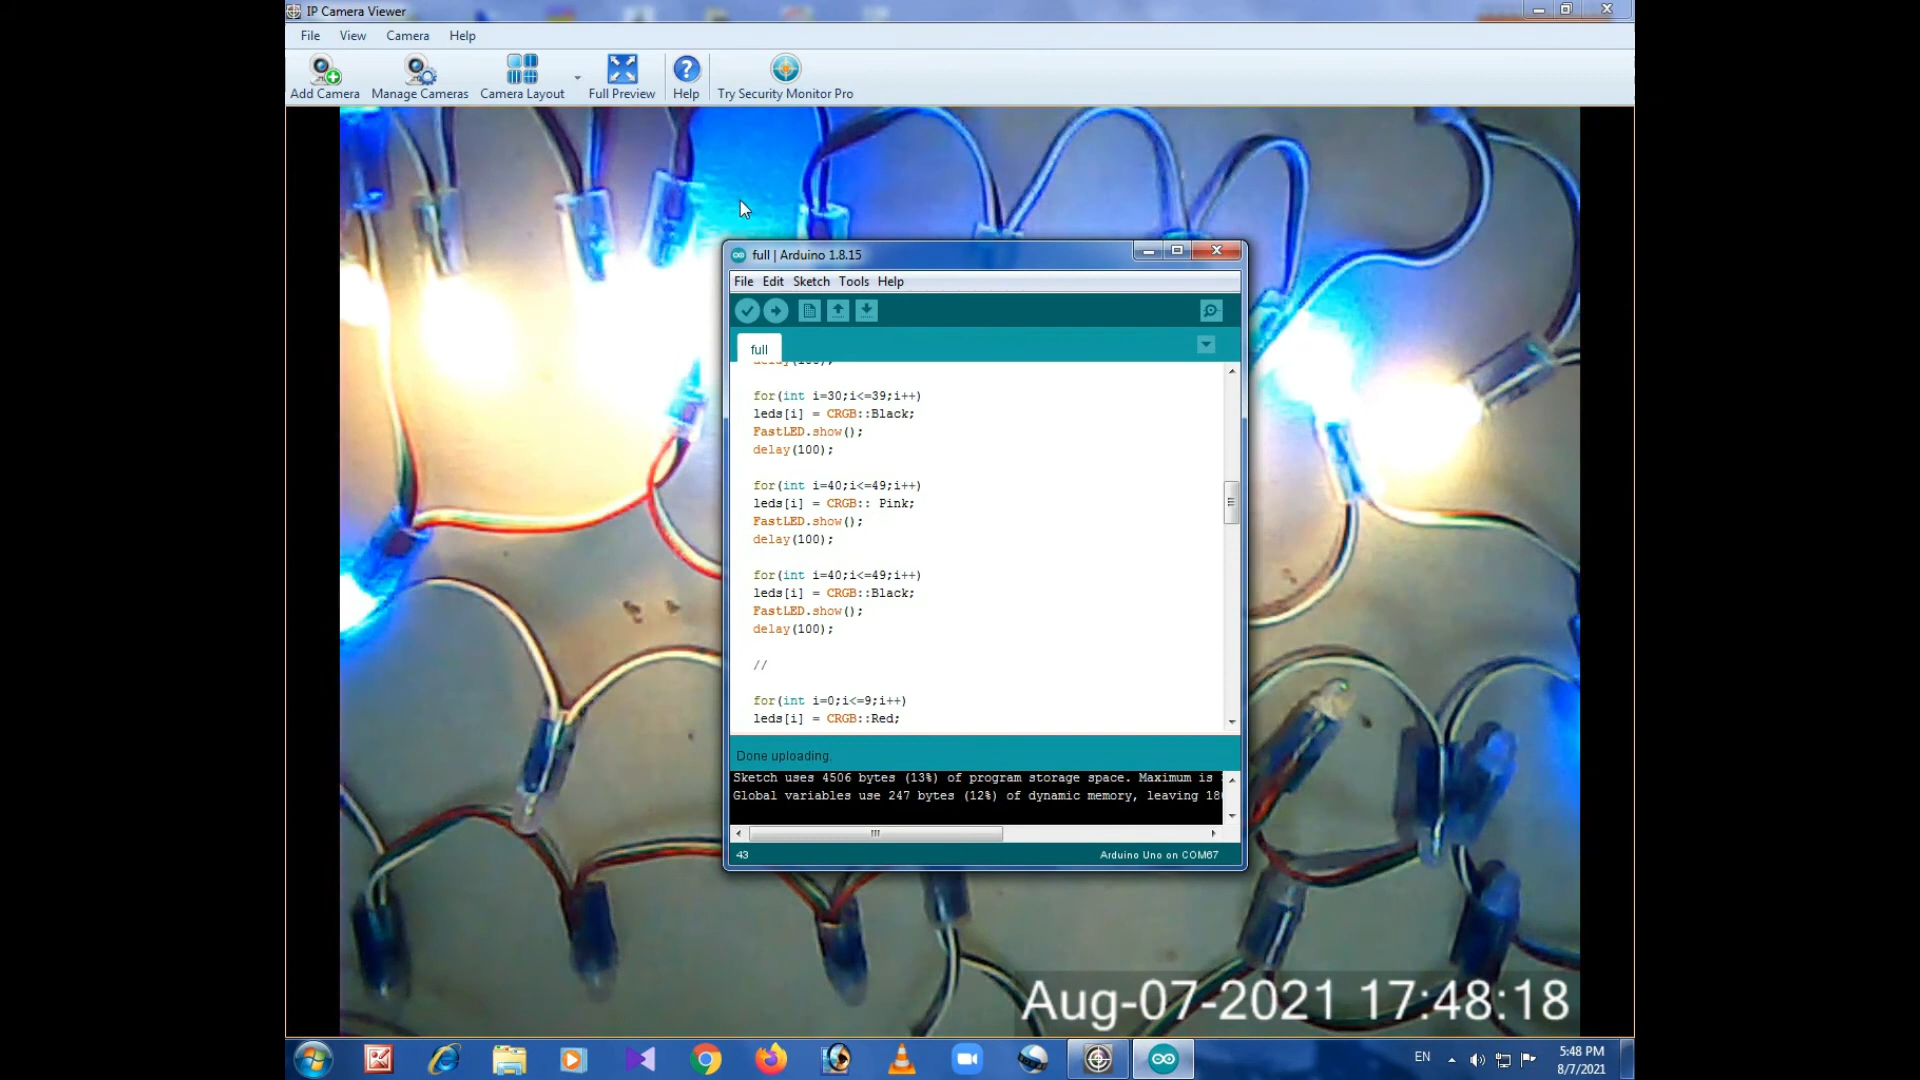 IP Camera Viewer
File View Camera Help
Add Camera Manage Cameras Camera Layout Full Preview Help Try Security Monitor Pro
full | Arduino 1.8.15
File Edit Sketch Tools Help
full
delay(100);
for(int i=30;i<=39;i++)
leds[i] = CRGB::Black;
FastLED.show();
delay(100);
for(int i=40;i<=49;i++)
leds[i] = CRGB:: Pink;
FastLED.show();
delay(100);
for(int i=40;i<=49;i++)
leds[i] = CRGB::Black;
FastLED.show();
delay(100);
//
for(int i=0;i<=9;i++)
leds[i] = CRGB::Red;
Done uploading.
Sketch uses 4506 bytes (13%) of program storage space. Maximum is
Global variables use 247 bytes (12%) of dynamic memory, leaving 18
43 Arduino Uno on COM67
Aug-07-2021 17:48:18
EN 5:48 PM
8/7/2021